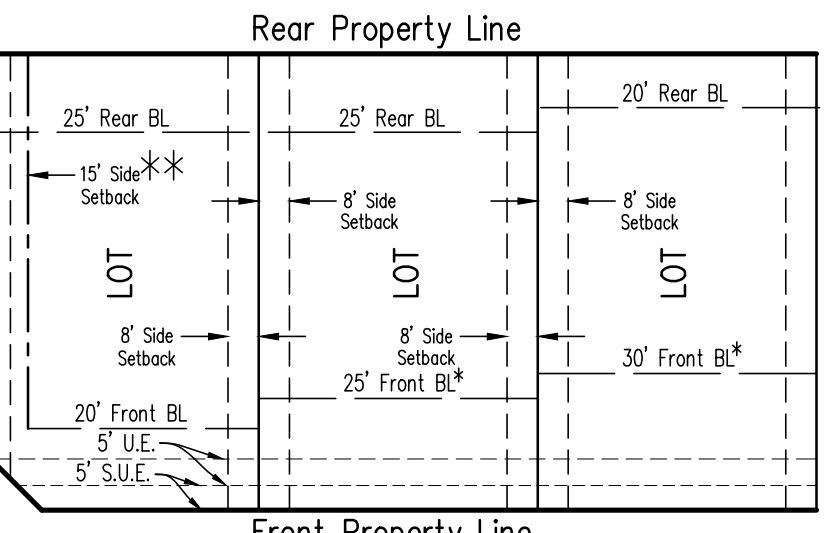 Rear Property Line
20' Rear BL
25' Rear BL
25' Rear BL
15' Side**
Setback
8' Side
Setback
8' Side
Setback
LOT
LOT
LOT
8' Side
Setback
8' Side
Setback
30' Front BL*
25' Front BL*
20' Front BL
5' U.E.
5' S.U.E.
Front Property Line